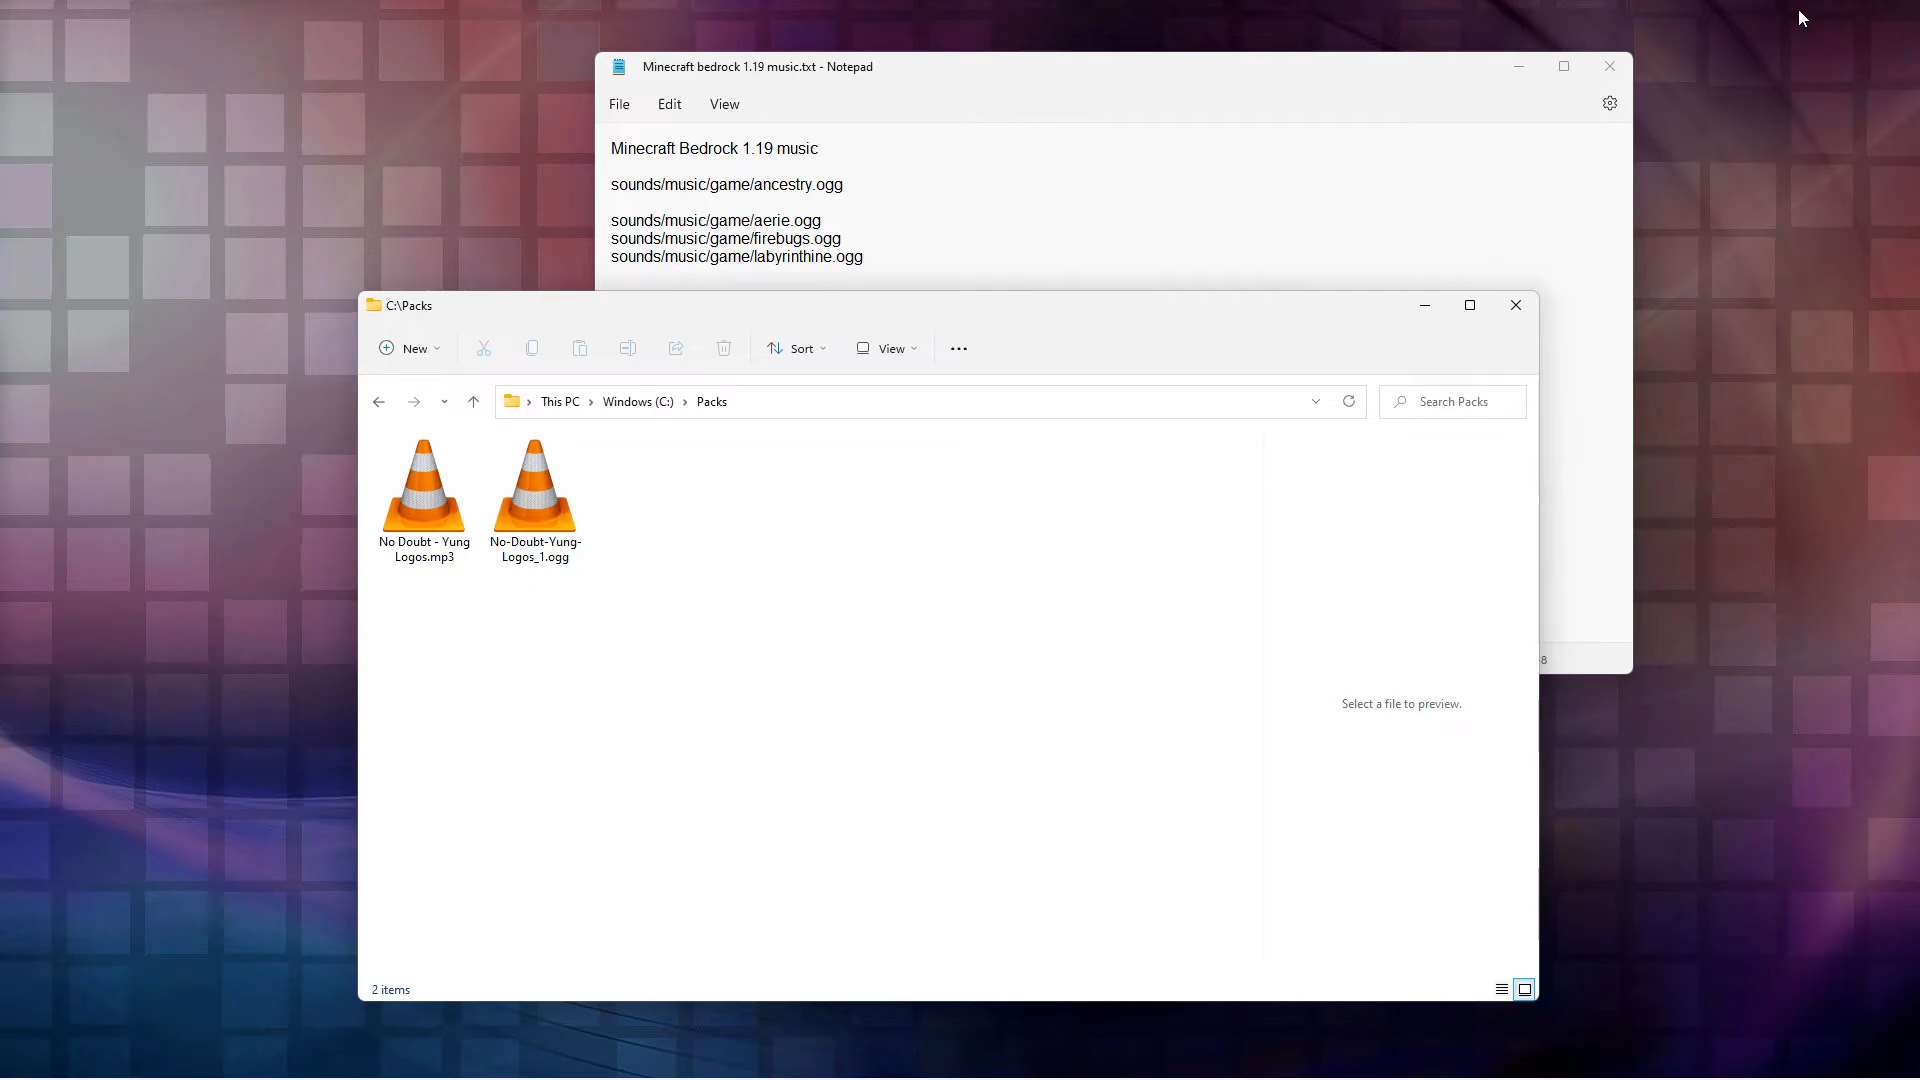 Minecraft bedrock 1.19 music.txt - Notepad
File Edit View
Minecraft Bedrock 1.19 music
sounds/music/game/ancestry.ogg
sounds/music/game/aerie.ogg
sounds/music/game/firebugs.ogg
sounds/music/game/labyrinthine.ogg
C:\Packs
New Sort View
This PC > Windows (C:) > Packs
Search Packs
No Doubt - Yung
Logos.mp3
No-Doubt-Yung-
Logos_1.ogg
Select a file to preview.
-8
2 items